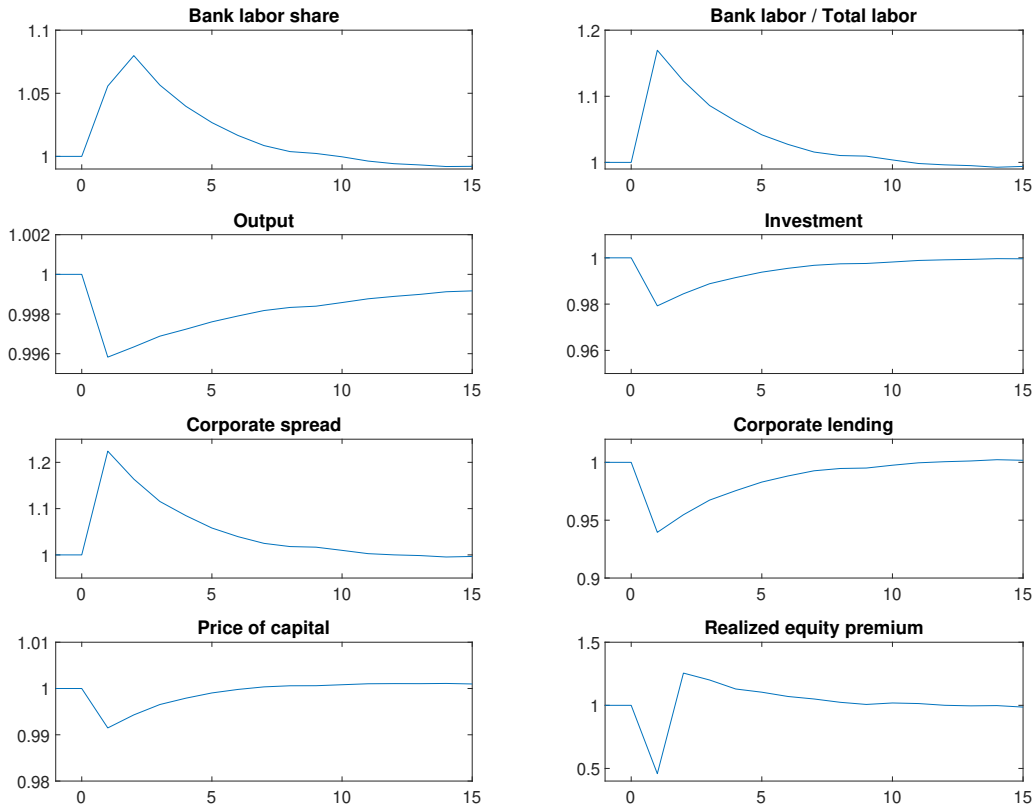 Bank labor share
1.1
1.05
1
0 5 10 15
Bank labor / Total labor
1.2
1.1
1
0 5 10 15
Output
1.002
1
0.998
0.996
0 5 10 15
Investment
1
0.98
0.96
0 5 10 15
Corporate spread
1.2
1.1
1
0 5 10 15
Corporate lending
1
0.95
0.9
0 5 10 15
Price of capital
1.01
1
0.99
0.98
0 5 10 15
Realized equity premium
1.5
1
0.5
0 5 10 15